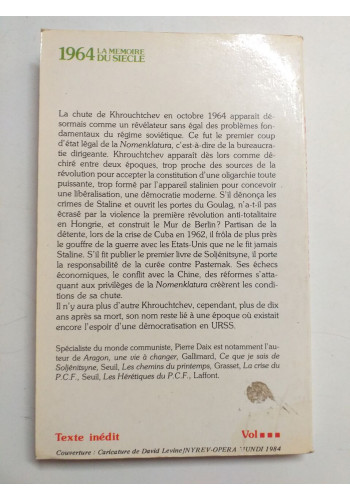 1964 LA MEMOIRE
DU SIECLE
La chute de Khrouchtchev en octobre 1964 apparaît dé-
sormais comme un révélateur sans égal des problèmes fon-
damentaux du régime soviétique. Ce fut le premier coup
d'état légal de la Nomenklatura, c'est-à-dire de la bureaucra-
tie dirigeante. Khrouchtchev apparaît dès lors comme dé-
chiré entre deux époques, trop proche des sources de la
révolution pour accepter la constitution d'une oligarchie toute
puissante, trop formé par l'appareil stalinien pour concevoir
une libéralisation, une démocratie moderne. S'il dénonça les
crimes de Staline et ouvrit les portes du Goulag, n'a-t-il pas
écrasé par la violence la première révolution anti-totalitaire
en Hongrie, et construit le Mur de Berlin? Partisan de la
détente, lors de la crise de Cuba en 1962, il frôla de plus près
le gouffre de la guerre avec les Etats-Unis que ne le fit jamais
Staline. S'il fit publier le premier livre de Soljénitsyne, il porte
la responsabilité de la curée contre Pasternak. Ses échecs
économiques, le conflit avec la Chine, des réformes s'atta-
quant aux privilèges de la Nomenklatura créèrent les condi-
tions de sa chute.
Il n'y aura plus d'autre Khrouchtchev, cependant, plus de dix
ans après sa mort, son nom reste lié à une époque où existait
encore l'espoir d'une démocratisation en URSS.
Spécialiste du monde communiste, Pierre Daix est notamment l'au-
teur de Aragon, une vie à changer, Gallimard, Ce que je sais de
Soljénitsyne, Seuil, Les chemins du printemps, Grasset, La crise du
P.C.F., Seuil, Les Hérétiques du P.C.F., Laffont.
Texte inédit Vol
Couverture : Caricature de David Levine/NYREV-OPERA MUNDI 1984